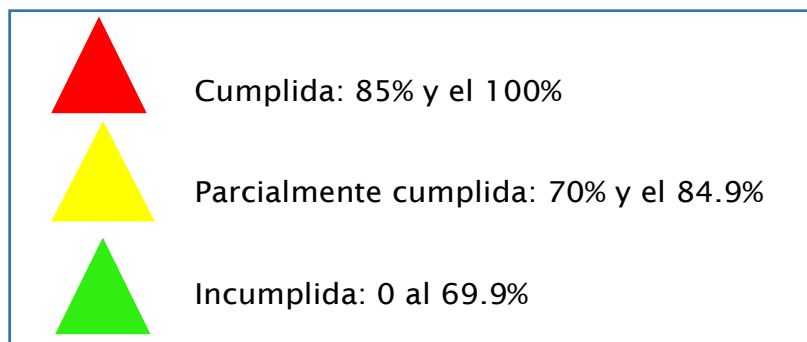 Cumplida: 85% y el 100%
Parcialmente cumplida: 70% y el 84.9%
Incumplida: 0 al 69.9%